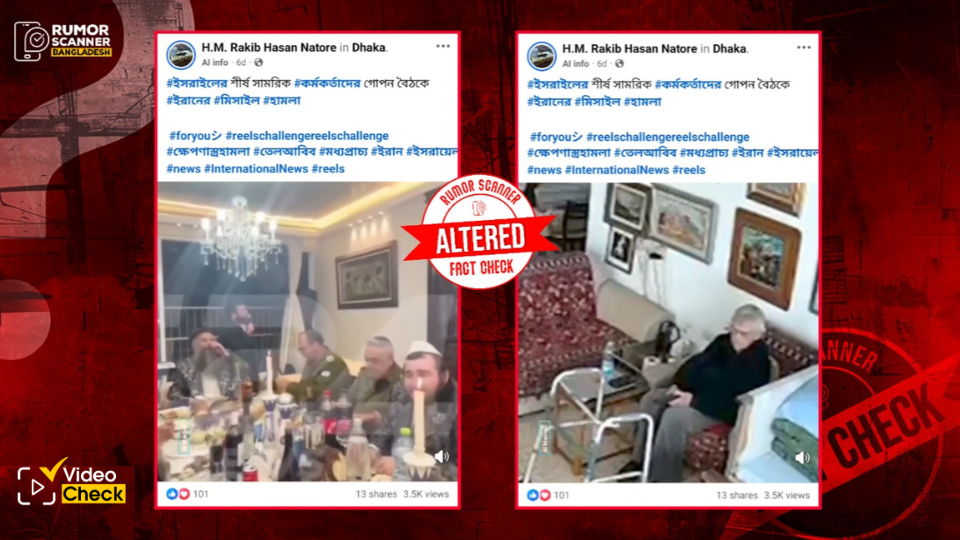 RUMOR
SCANNER
BANGLADESH
H.M. Rakib Hasan Natore in Dhaka.
AI info · 6d ·
#ইসরাইলের শীর্ষ সামরিক #কর্মকর্তাদের গোপন বৈঠকে
#ইরানের #মিসাইল #হামলা
#foryouシ #reelschallengereelschallenge
#ক্ষেপণাস্ত্রহামলা #তেলআবিব #মধ্যপ্রাচ্য #ইরান #ইসরায়েল
#news #InternationalNews #reels
101
13 shares 3.5K views
RUMOR SCANNER
ALTERED
FACT CHECK
H.M. Rakib Hasan Natore in Dhaka.
AI info · 6d ·
#ইসরাইলের শীর্ষ সামরিক #কর্মকর্তাদের গোপন বৈঠকে
#ইরানের #মিসাইল #হামলা
#foryouシ #reelschallengereelschallenge
#ক্ষেপণাস্ত্রহামলা #তেলআবিব #মধ্যপ্রাচ্য #ইরান #ইসরায়েল
#news #InternationalNews #reels
101
13 shares 3.5K views
Video
Check
SCANNER
CHECK